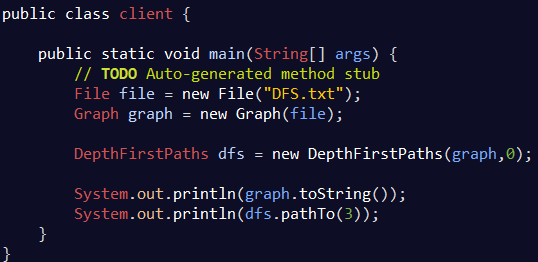 public class client {
public static void main(String[] args) {
// TODO Auto-generated method stub
File file = new File("DFS.txt");
Graph graph = new Graph(file);
DepthFirstPaths dfs = new DepthFirstPaths(graph,0);
System.out.println(graph.toString());
System.out.println(dfs.pathTo(3));
}
}